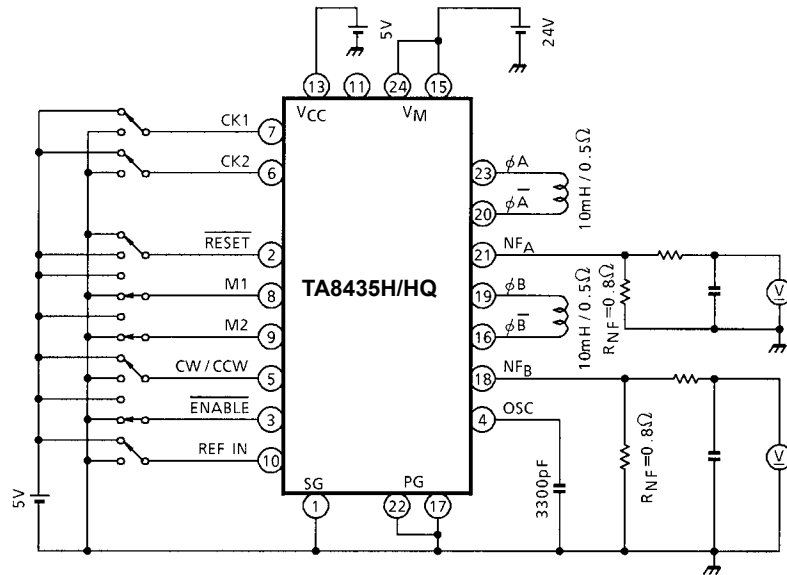 5V
24V
13
11
24
15
VCC
VM
CK1
7
CK2
6
23
φA
10mH / 0.5Ω
20
φA̅
R̅E̅S̅E̅T̅
2
21
NFA
M1
8
TA8435H/HQ
19
φB
10mH / 0.5Ω
RNF=0.8Ω
V
M2
9
16
φB̅
CW / CCW
5
18
NFB
E̅N̅A̅B̅L̅E̅
3
4
OSC
REF IN
10
3300pF
RNF=0.8Ω
V
5V
SG
PG
1
22
17